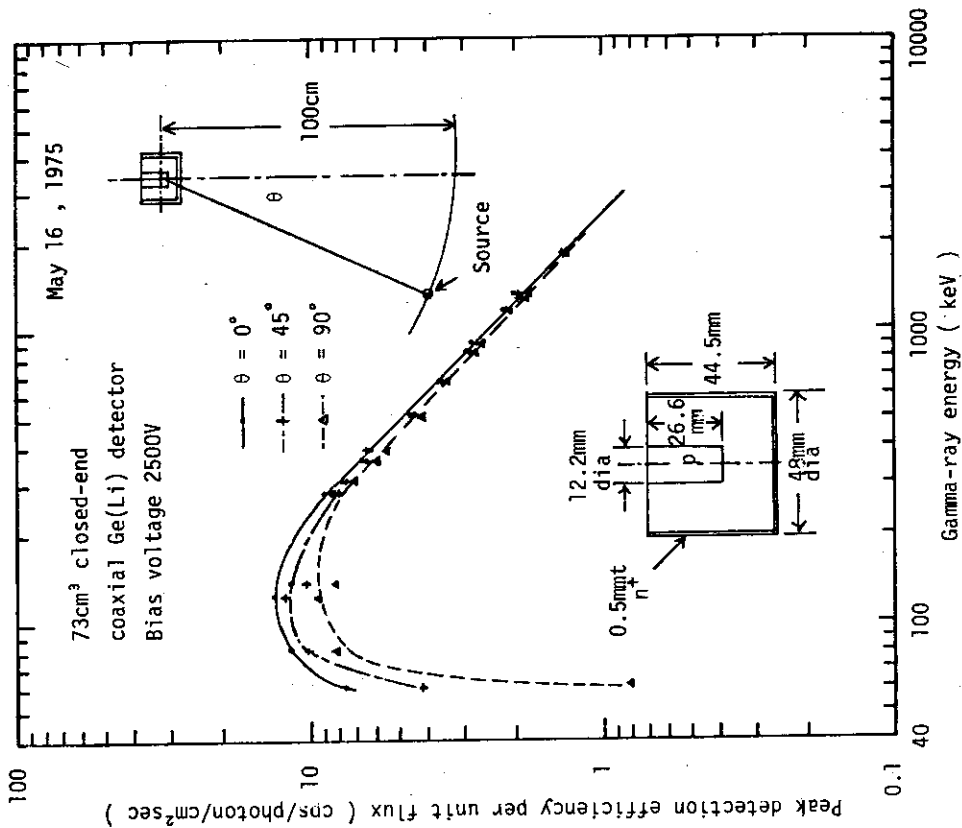 May 16 , 1975
73cm³ closed-end
coaxial Ge(Li) detector
Bias voltage 2500V
θ = 0°
θ = 45°
θ = 90°
θ
100cm
Source
12.2mm
dia
p
26.6
mm
44.5mm
48mm
dia
0.5mmt
n⁺
Peak detection efficiency per unit flux ( cps/photon/cm²sec )
100
10
1
0.1
40
100
1000
10000
Gamma-ray energy ( keV )